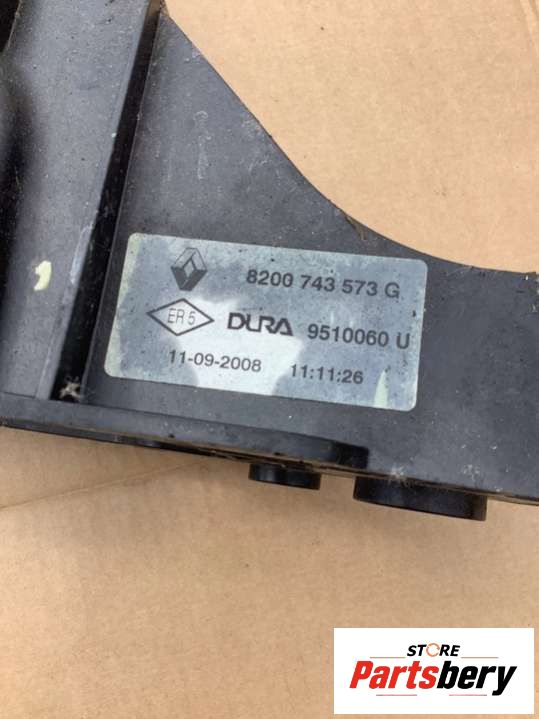 8200 743 573 G
ER 5 DURA 9510060 U
11-09-2008 11:11:26
STORE
Partsbery